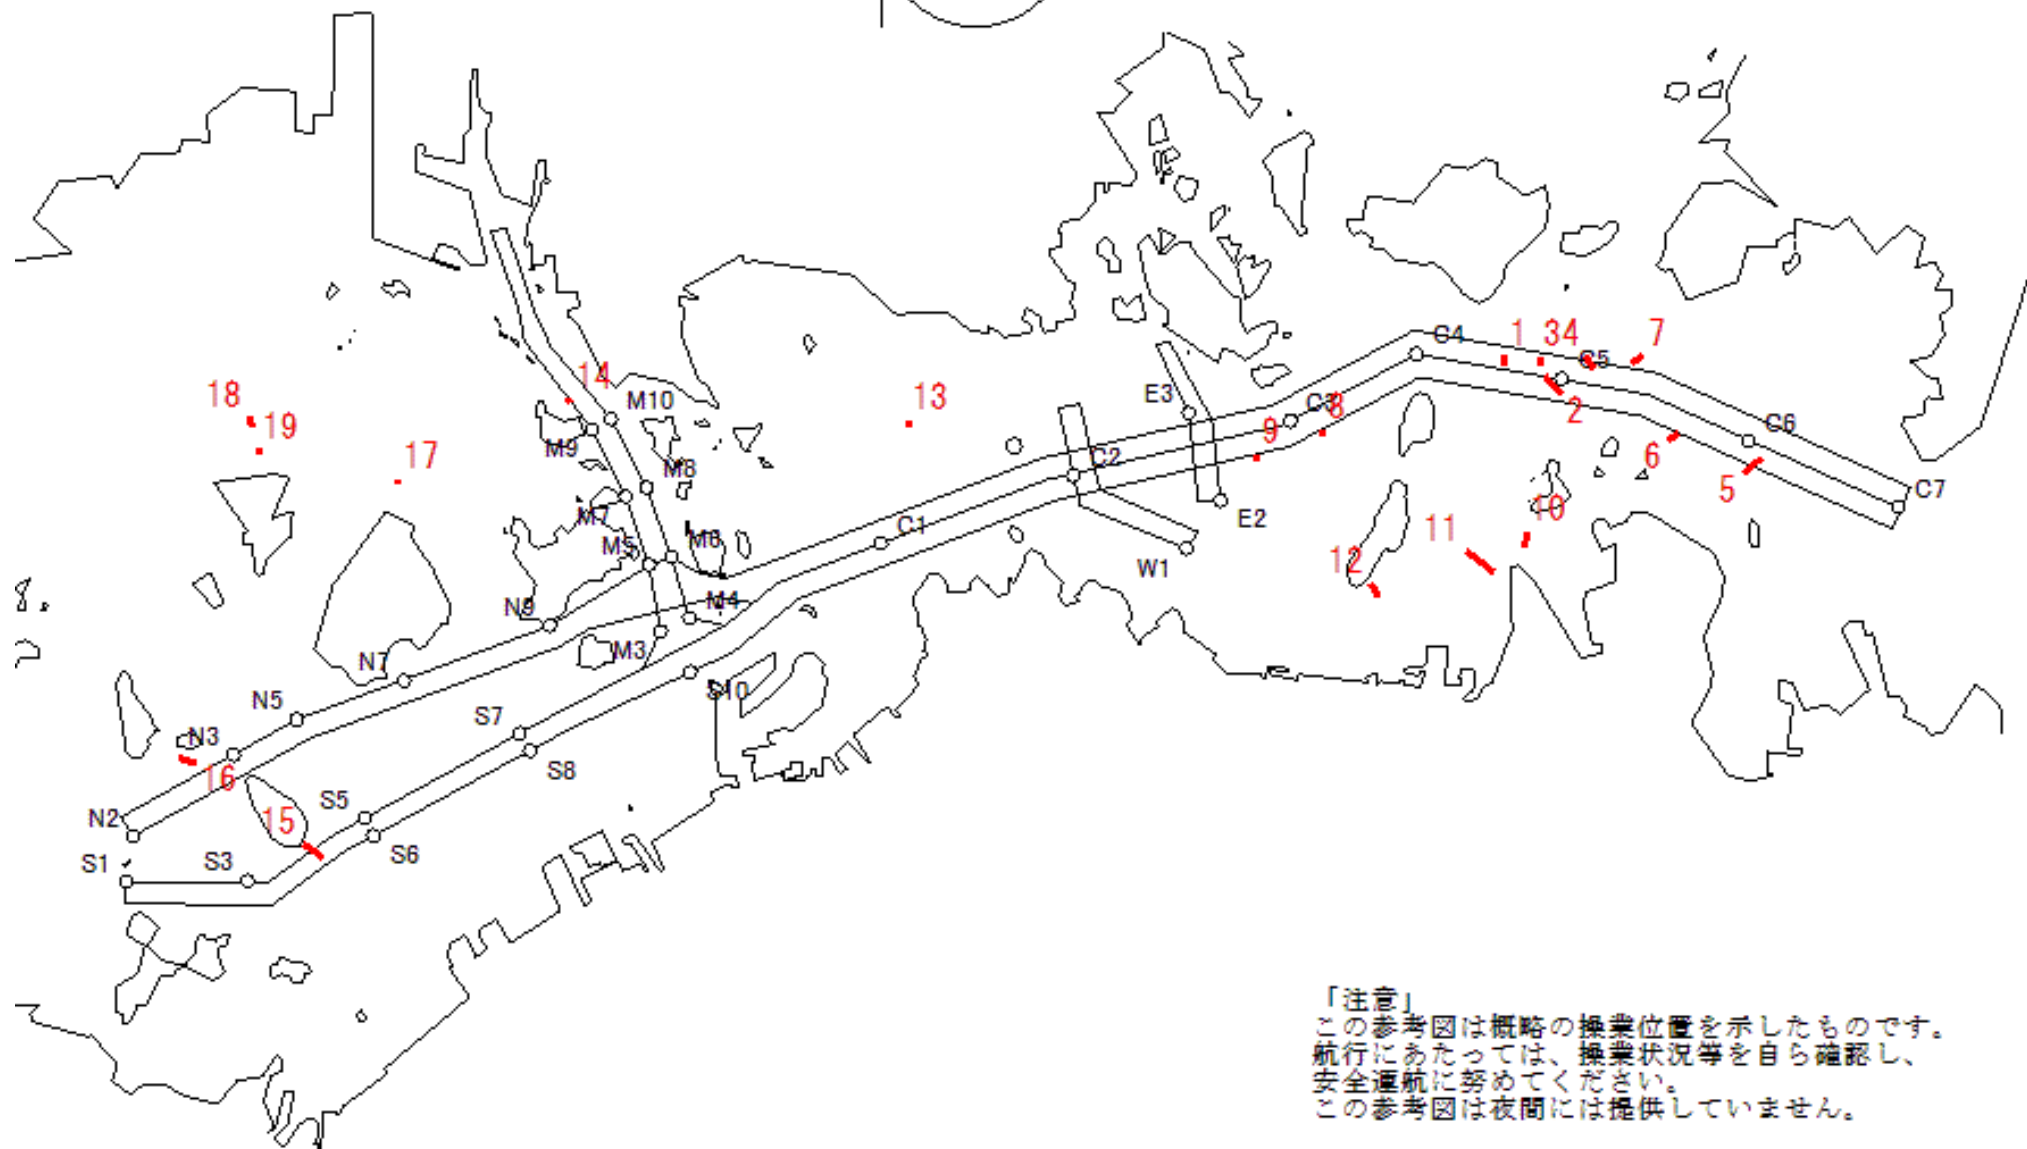 C4
1
3
4
7
C5
14
18
M10
13
E3
C3
8
2
19
9
C6
M9
17
M8
C2
6
5
C7
M7
E2
10
C1
11
M5
M6
W1
12
N9
M4
M3
N7
S10
N5
S7
N3
S8
16
S5
N2
15
S6
S1
S3
「注意」
この参考図は概略の操業位置を示したものです。
航行にあたっては、操業状況等を自ら確認し、
安全運航に努めてください。
この参考図は夜間には提供していません。